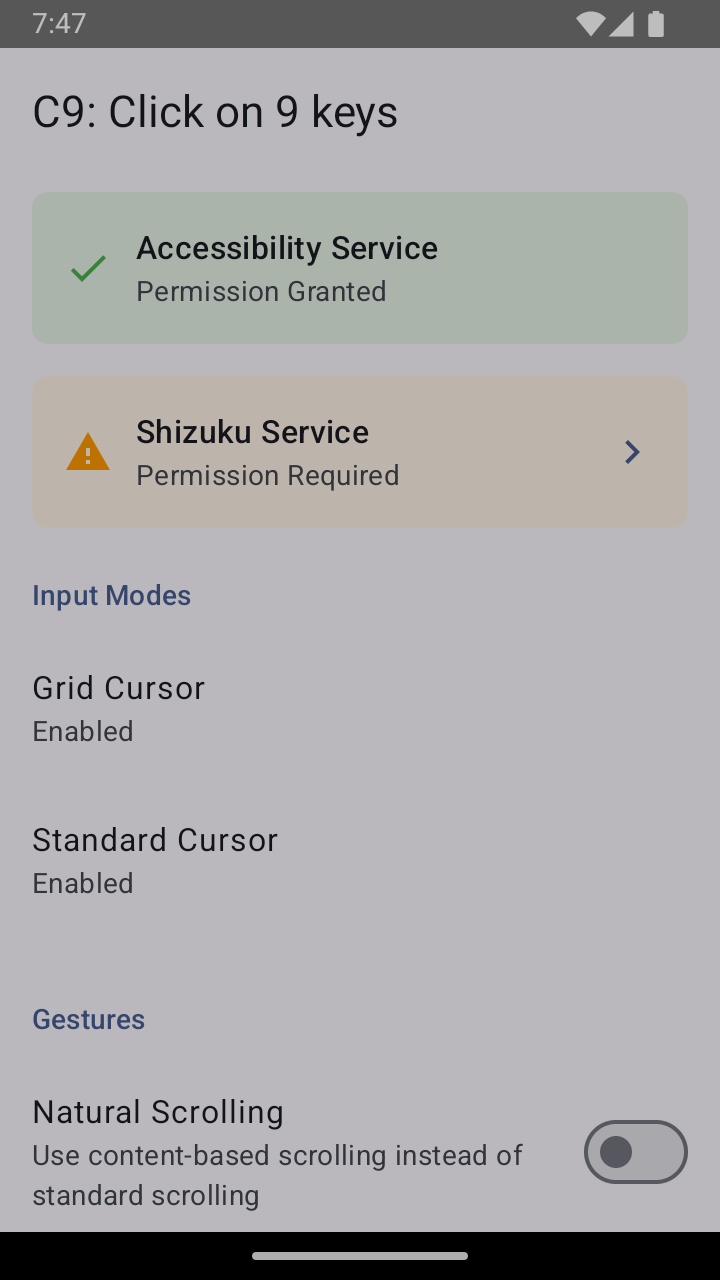 7:47
C9: Click on 9 keys
Accessibility Service
Permission Granted
Shizuku Service
Permission Required
Input Modes
Grid Cursor
Enabled
Standard Cursor
Enabled
Gestures
Natural Scrolling
Use content-based scrolling instead of
standard scrolling